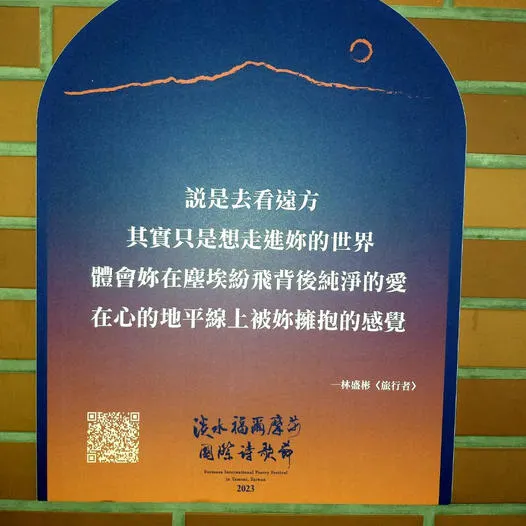 説是去看遠方
其實只是想走進妳的世界
體會妳在塵埃紛飛背後純淨的愛
在心的地平線上被妳擁抱的感覺
—林盛彬〈旅行者〉
淡水福爾摩莎
國際詩歌節
Formosa International Poetry Festival
in Tamsui, Taiwan
2023